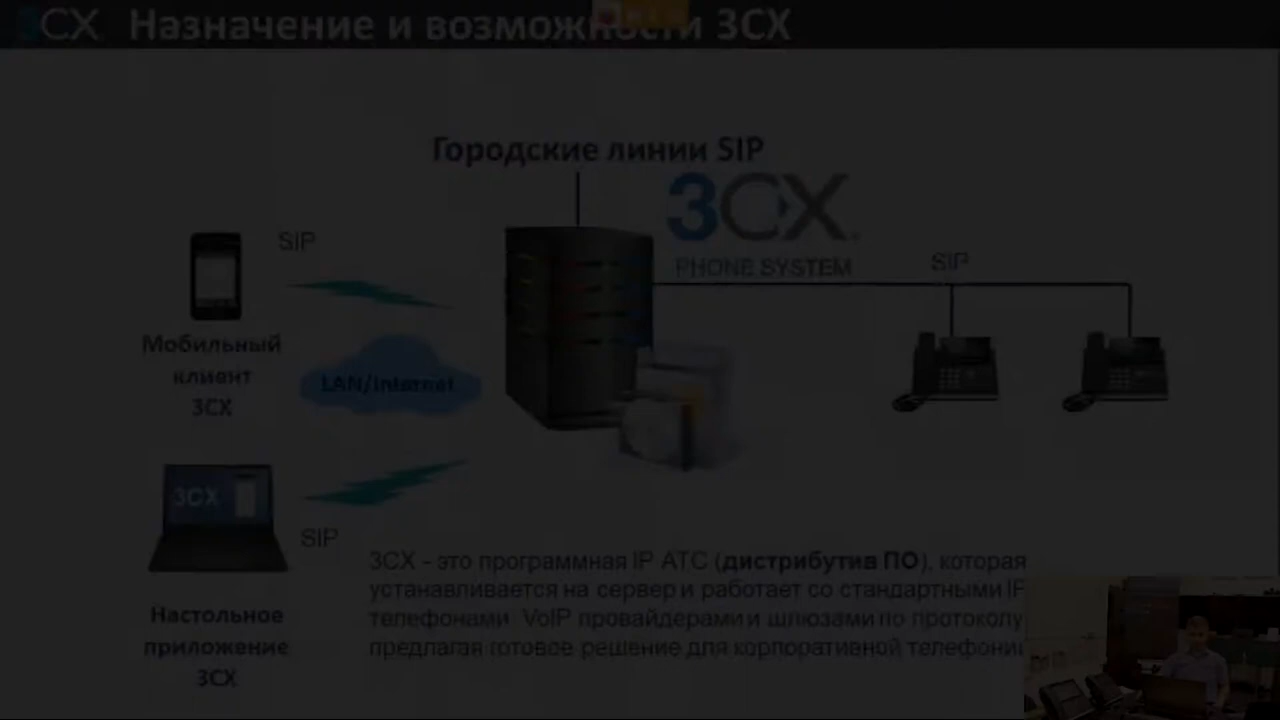 3CX Назначение и возможности 3CX
Городские линии SIP
3CX
PHONE SYSTEM
SIP
SIP
Мобильный
клиент
3CX
LAN/Internet
3CX
SIP
Настольное
приложение
3CX
3CX - это программная IP АТС (дистрибутив ПО), которая
устанавливается на сервер и работает со стандартными IP
телефонами, VoIP провайдерами и шлюзами по протоколу
предлагая готовое решение для корпоративной